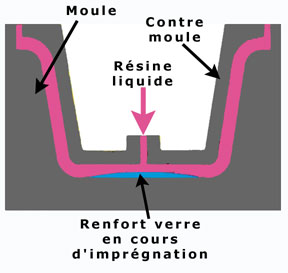 Moule
Contre
moule
Résine
liquide
Renfort verre
en cours
d'imprégnation